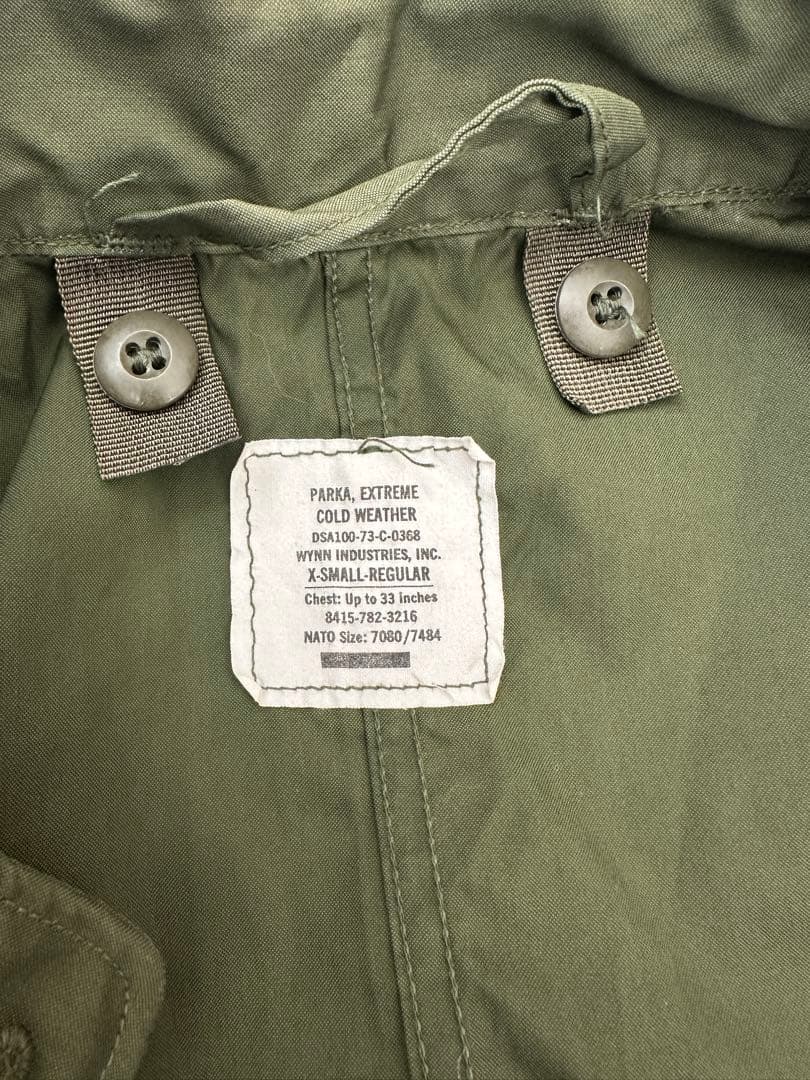 PARKA, EXTREME
COLD WEATHER
DSA100-73-C-0368
WYNN INDUSTRIES, INC.
X-SMALL-REGULAR
Chest: Up to 33 inches
8415-782-3216
NATO Size: 7080/7484